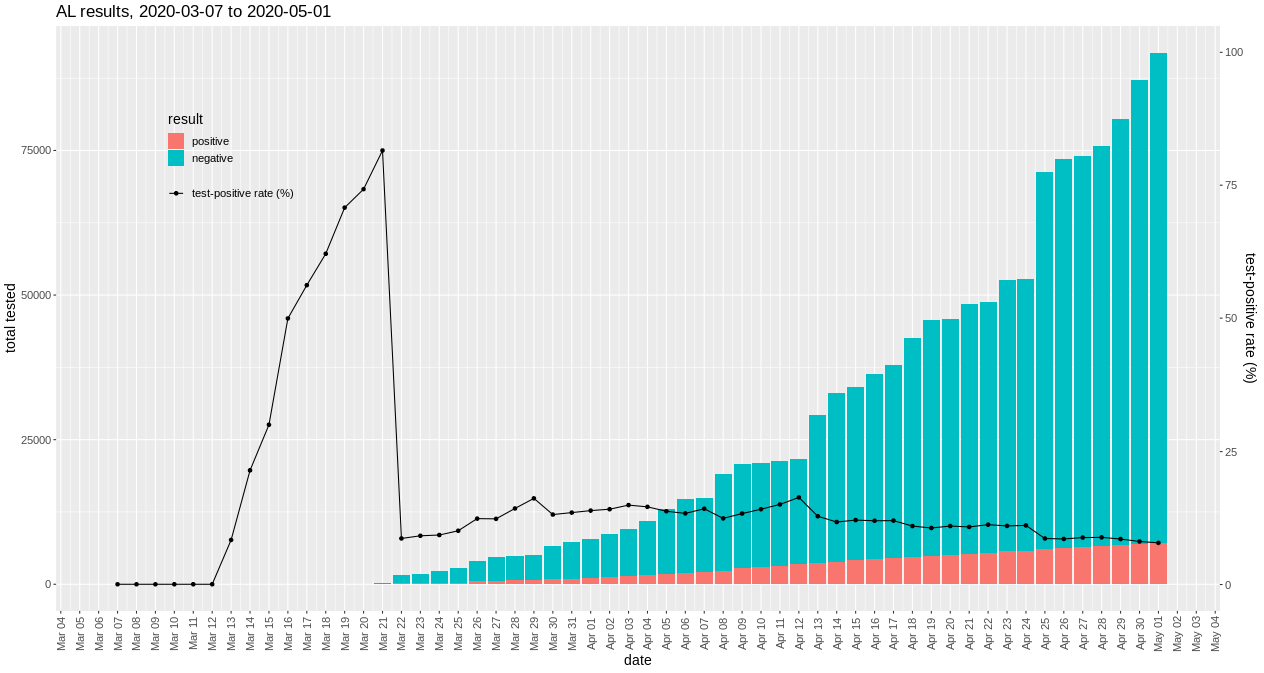 AL results, 2020-03-07 to 2020-05-01
result
positive
negative
test-positive rate (%)
total tested
75000
50000
25000
0
100
75
50
25
0
test-positive rate (%)
Mar 04
Mar 05
Mar 06
Mar 07
Mar 08
Mar 09
Mar 10
Mar 11
Mar 12
Mar 13
Mar 14
Mar 15
Mar 16
Mar 17
Mar 18
Mar 19
Mar 20
Mar 21
Mar 22
Mar 23
Mar 24
Mar 25
Mar 26
Mar 27
Mar 28
Mar 29
Mar 30
Mar 31
Apr 01
Apr 02
Apr 03
Apr 04
Apr 05
Apr 06
Apr 07
Apr 08
Apr 09
Apr 10
Apr 11
Apr 12
Apr 13
Apr 14
Apr 15
Apr 16
Apr 17
Apr 18
Apr 19
Apr 20
Apr 21
Apr 22
Apr 23
Apr 24
Apr 25
Apr 26
Apr 27
Apr 28
Apr 29
Apr 30
May 01
May 02
May 03
May 04
date